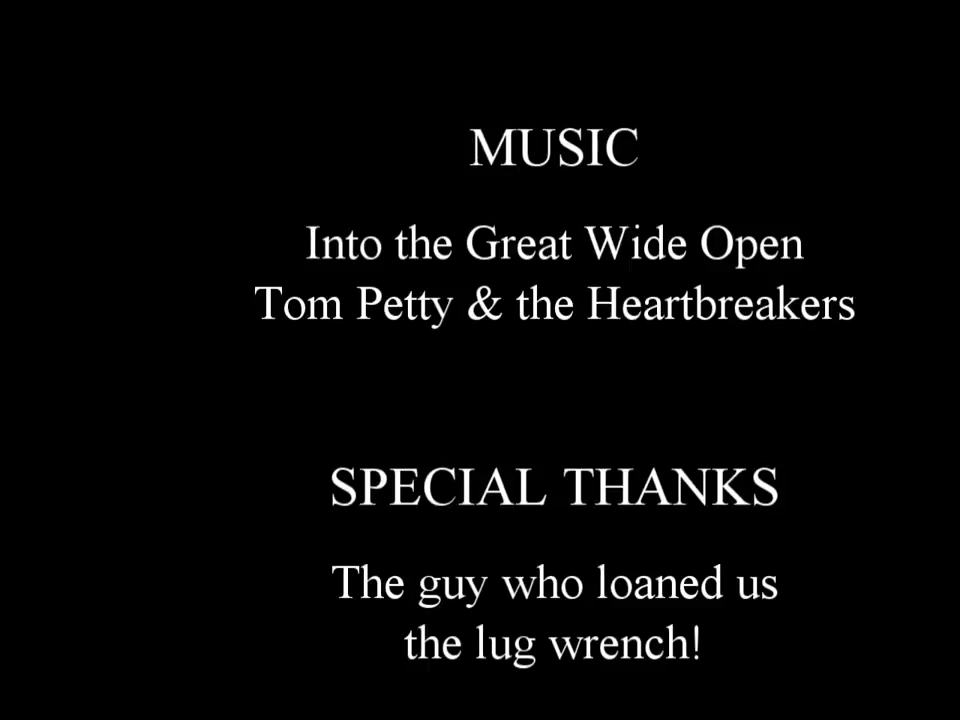 MUSIC
Into the Great Wide Open
Tom Petty & the Heartbreakers
SPECIAL THANKS
The guy who loaned us
the lug wrench!